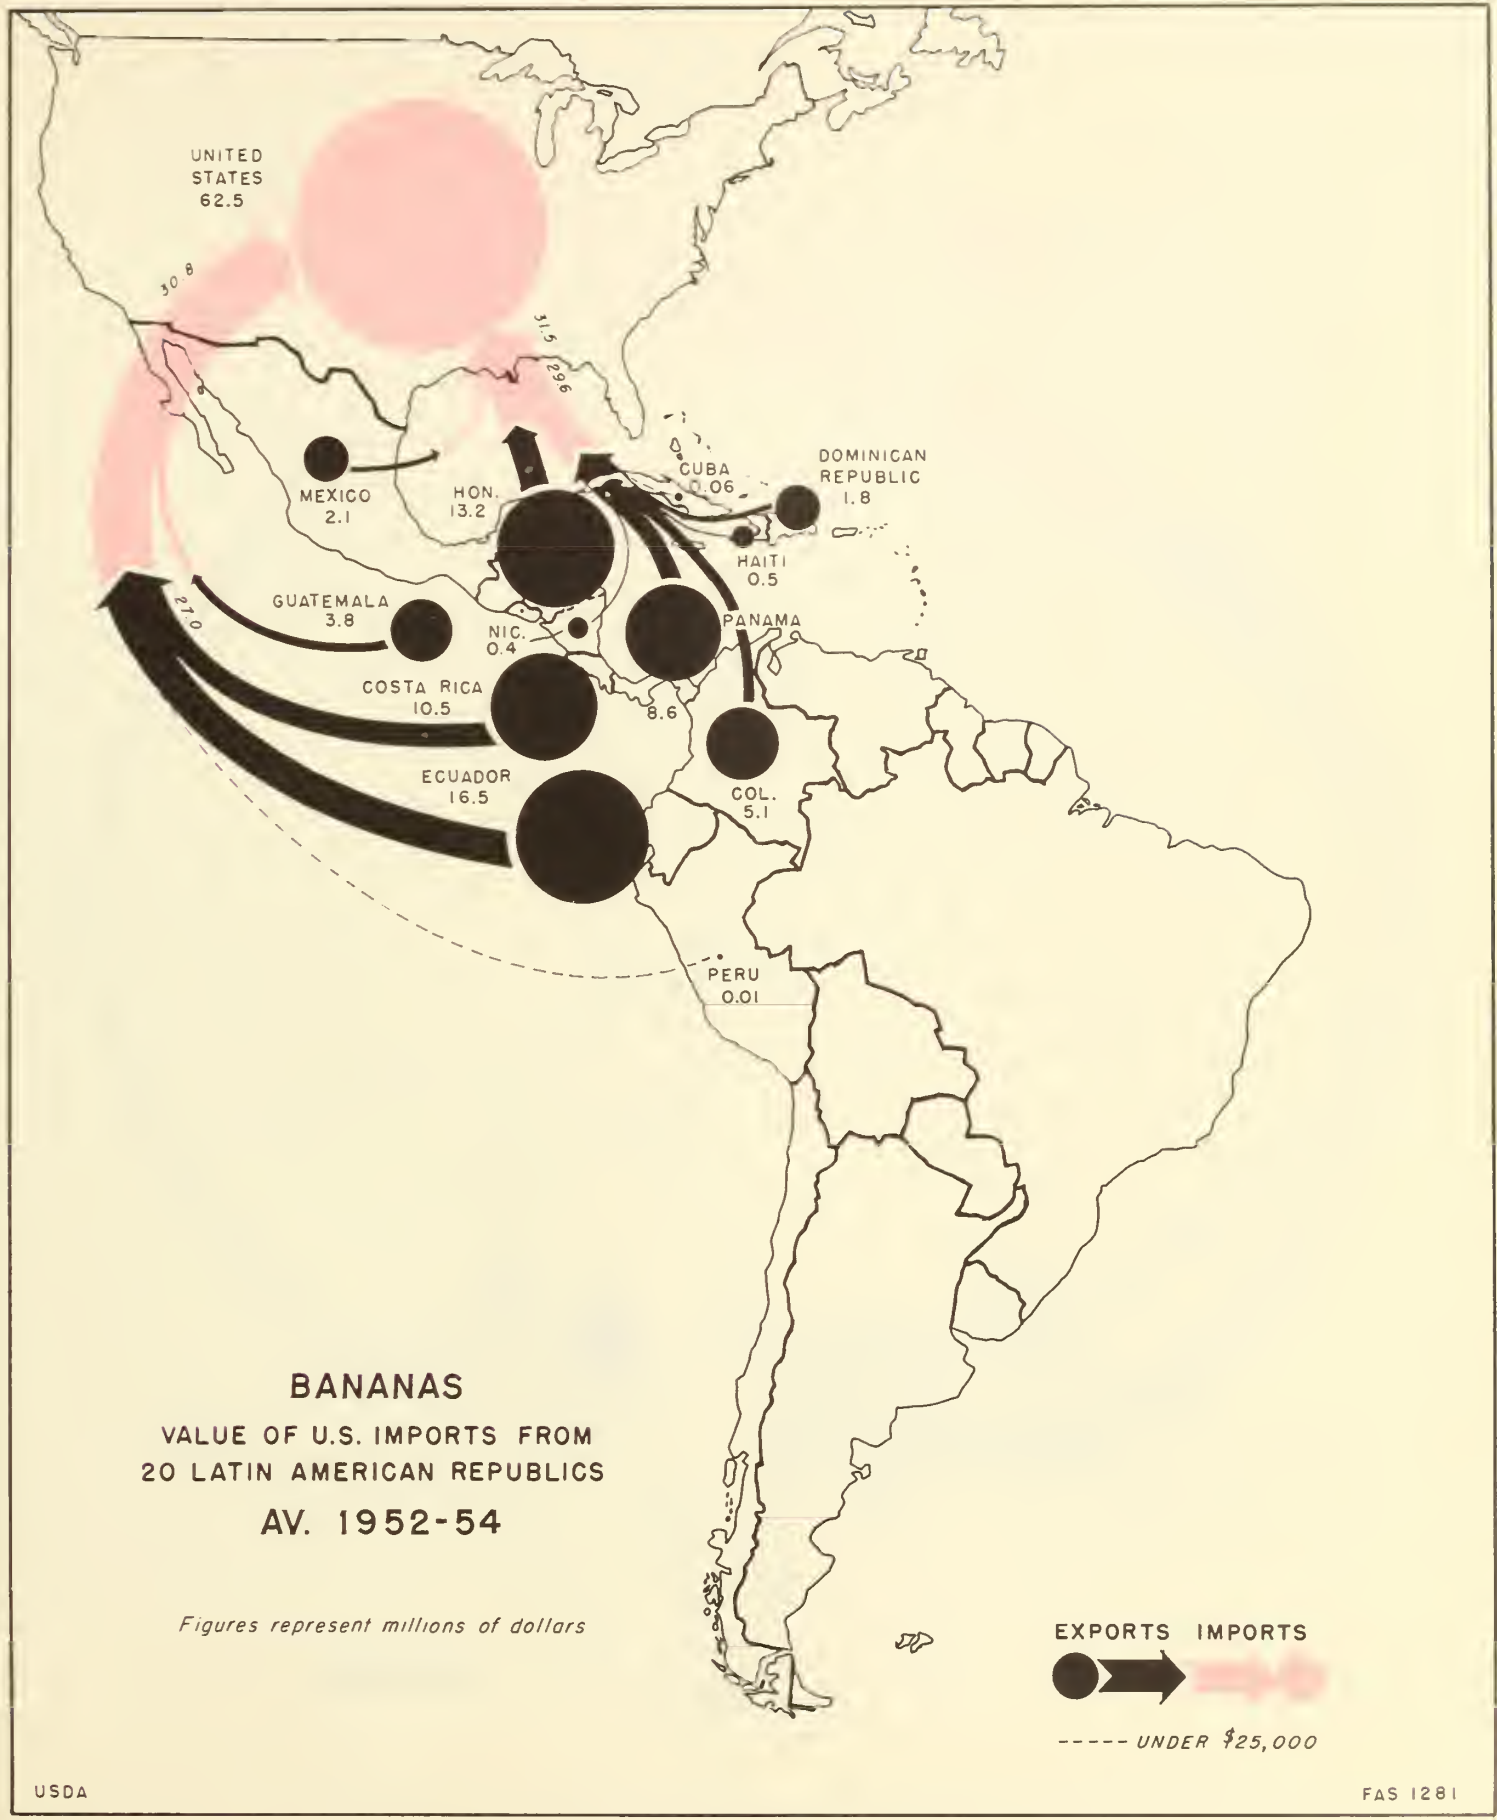 UNITED
STATES
62.5
30.8
31.5
29.6
MEXICO
2.1
HON.
13.2
CUBA
0.06
DOMINICAN
REPUBLIC
1.8
HAITI
0.5
27.0
GUATEMALA
3.8
NIC.
0.4
PANAMA
8.6
COSTA RICA
10.5
ECUADOR
16.5
COL.
5.1
PERU
0.01
BANANAS
VALUE OF U.S. IMPORTS FROM
20 LATIN AMERICAN REPUBLICS
AV. 1952-54
Figures represent millions of dollars
EXPORTS IMPORTS
----- UNDER $25,000
USDA
FAS 1281